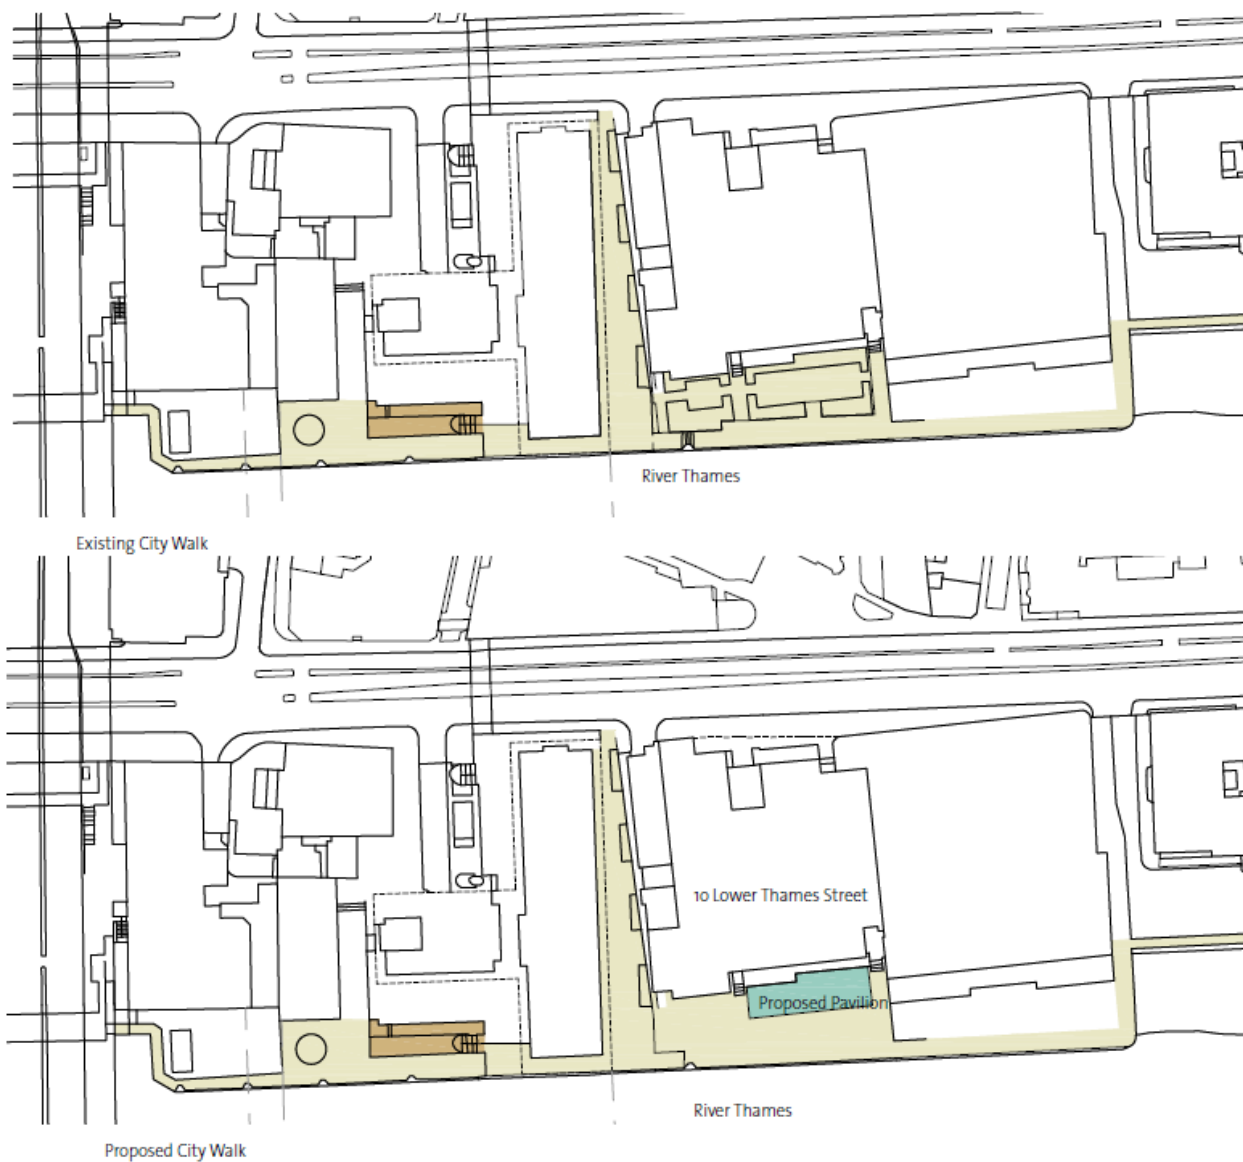 River Thames
Existing City Walk
10 Lower Thames Street
Proposed Pavilion
River Thames
Proposed City Walk